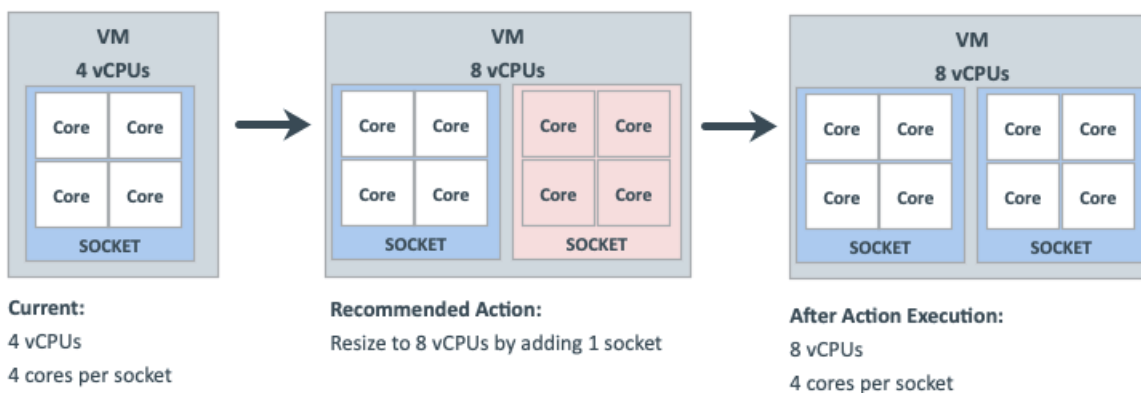 VM
4 vCPUs
Core Core
Core Core
SOCKET
Current:
4 vCPUs
4 cores per socket
VM
8 vCPUs
Core Core Core Core
Core Core Core Core
SOCKET SOCKET
Recommended Action:
Resize to 8 vCPUs by adding 1 socket
VM
8 vCPUs
Core Core Core Core
Core Core Core Core
SOCKET SOCKET
After Action Execution:
8 vCPUs
4 cores per socket